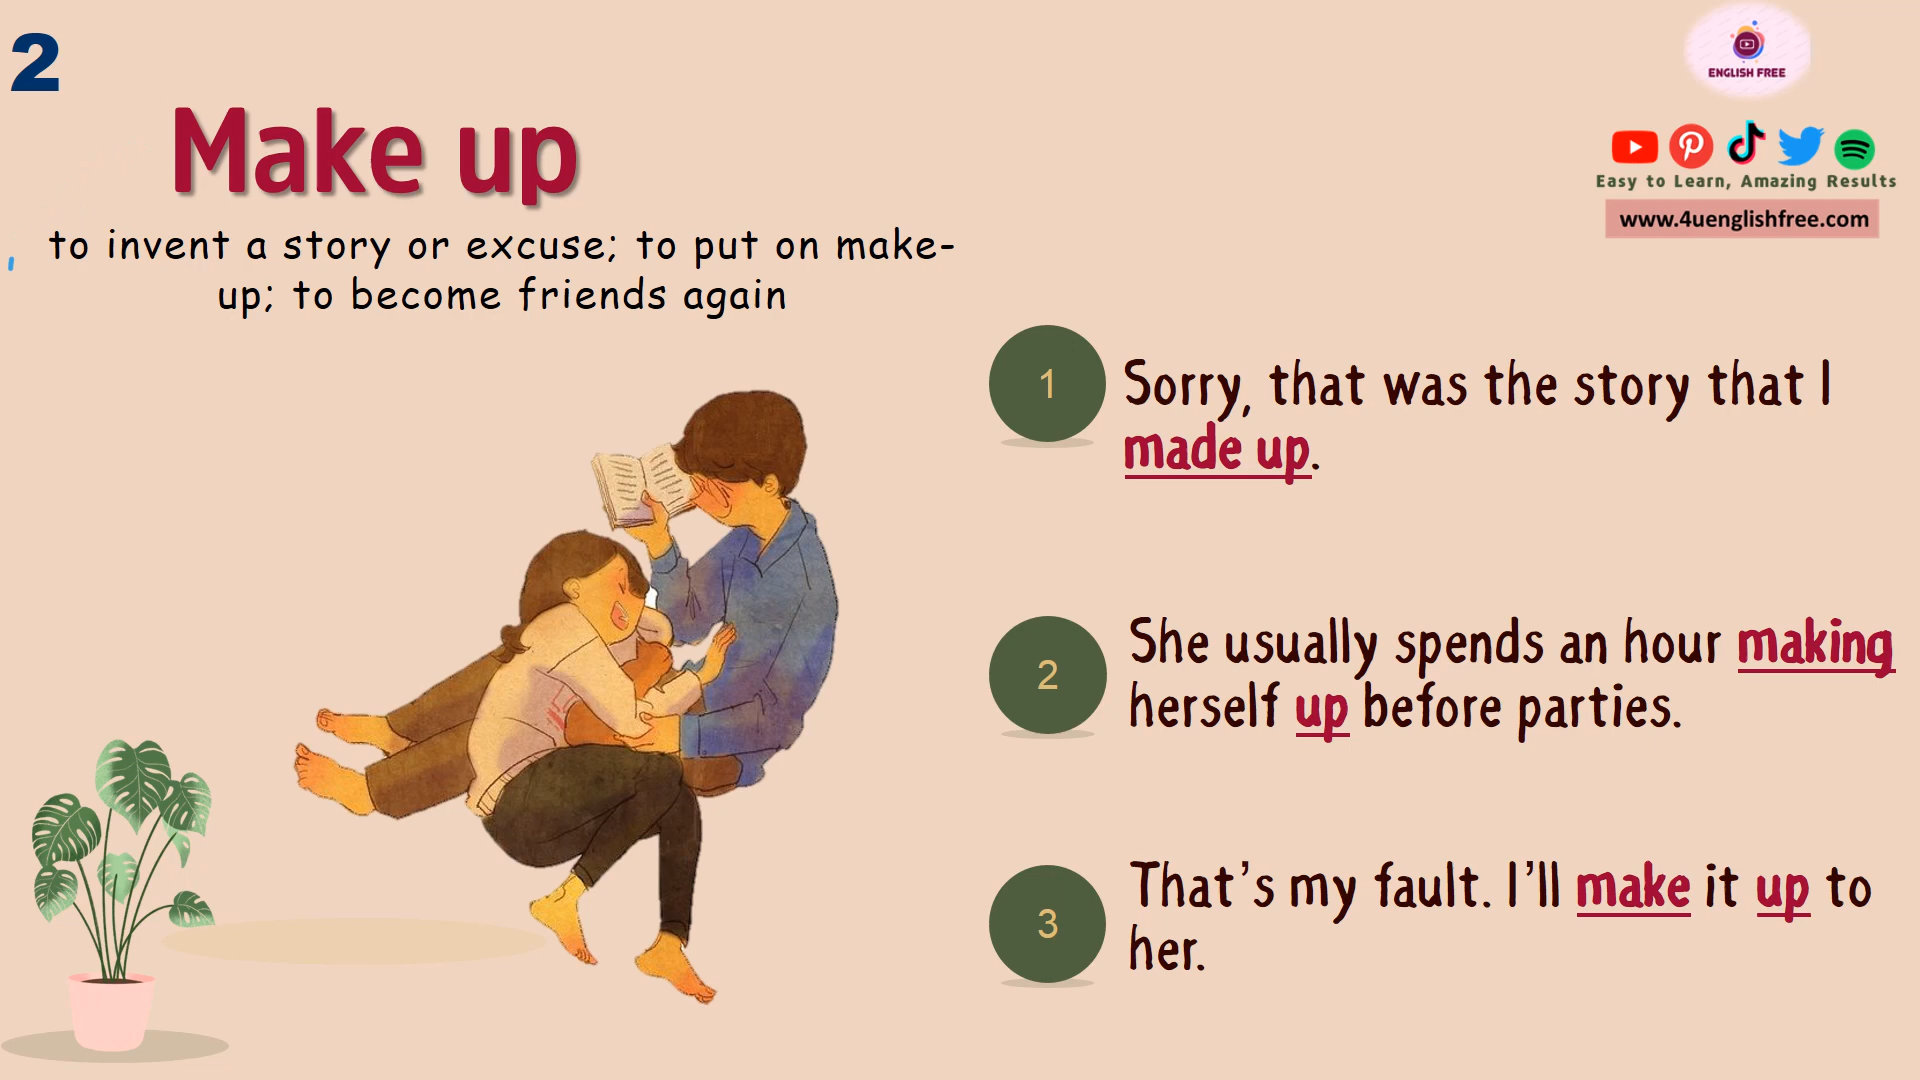 2
Make up
to invent a story or excuse; to put on make-
up; to become friends again
ENGLISH FREE
Easy to Learn, Amazing Results
www.4uenglishfree.com
1
Sorry, that was the story that I
made up.
2
She usually spends an hour making
herself up before parties.
3
That's my fault. I'll make it up to
her.